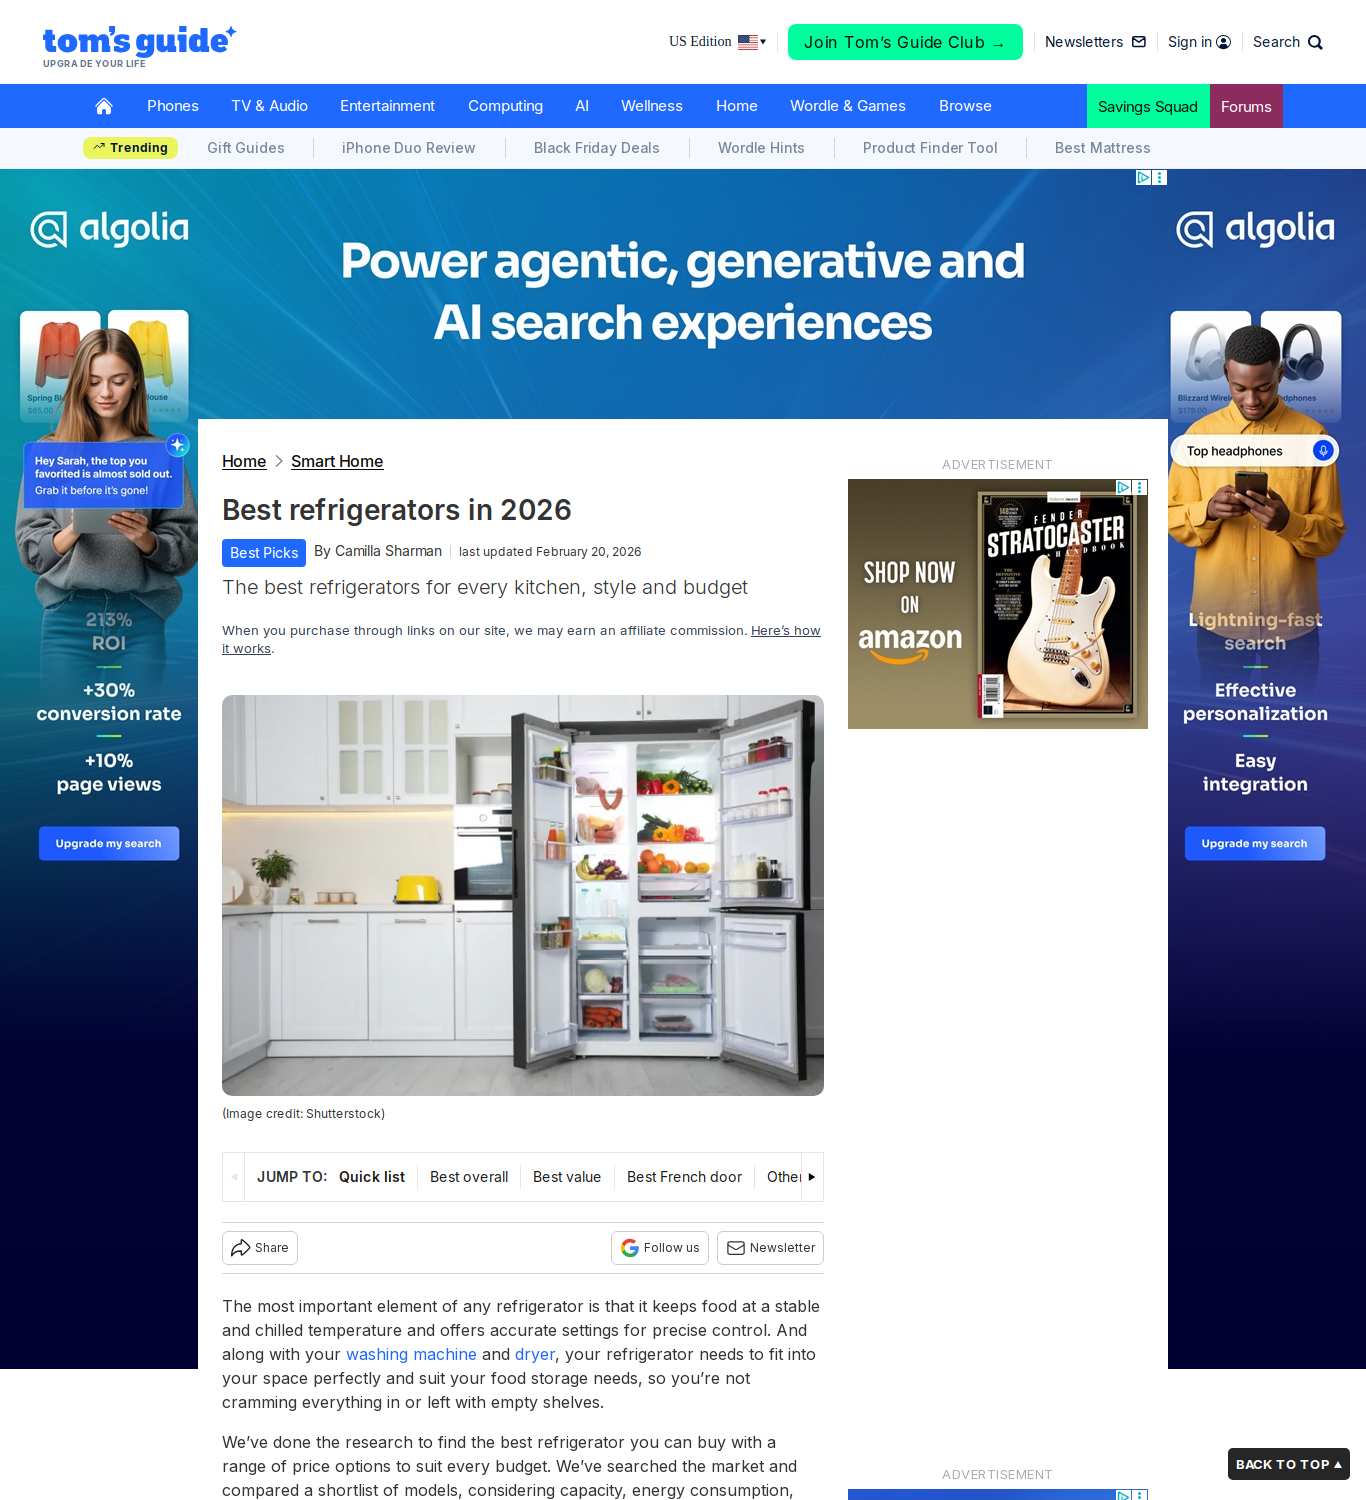 tom's guide
UPGRADE YOUR LIFE
US Edition
Join Tom's Guide Club →
Newsletters
Sign in
Search
Phones
TV & Audio
Entertainment
Computing
AI
Wellness
Home
Wordle & Games
Browse
Savings Squad
Forums
Trending
Gift Guides
iPhone Duo Review
Black Friday Deals
Wordle Hints
Product Finder Tool
Best Mattress
algolia
Power agentic, generative and
AI search experiences
algolia
Hey Sarah, the top you
favorited is almost sold out.
Grab it before it's gone!
213%
ROI
+30%
conversion rate
+10%
page views
Upgrade my search
Top headphones
Lightning-fast
search
Effective
personalization
Easy
integration
Upgrade my search
Home
Smart Home
Best refrigerators in 2026
Best Picks
By Camilla Sharman
last updated February 20, 2026
The best refrigerators for every kitchen, style and budget
When you purchase through links on our site, we may earn an affiliate commission. Here's how
it works.
ADVERTISEMENT
SHOP NOW
ON
amazon
FENDER
STRATOCASTER
HANDBOOK
(Image credit: Shutterstock)
JUMP TO:
Quick list
Best overall
Best value
Best French door
Other
Share
Follow us
Newsletter
The most important element of any refrigerator is that it keeps food at a stable
and chilled temperature and offers accurate settings for precise control. And
along with your washing machine and dryer, your refrigerator needs to fit into
your space perfectly and suit your food storage needs, so you're not
cramming everything in or left with empty shelves.
We've done the research to find the best refrigerator you can buy with a
range of price options to suit every budget. We've searched the market and
compared a shortlist of models, considering capacity, energy consumption,
ADVERTISEMENT
BACK TO TOP